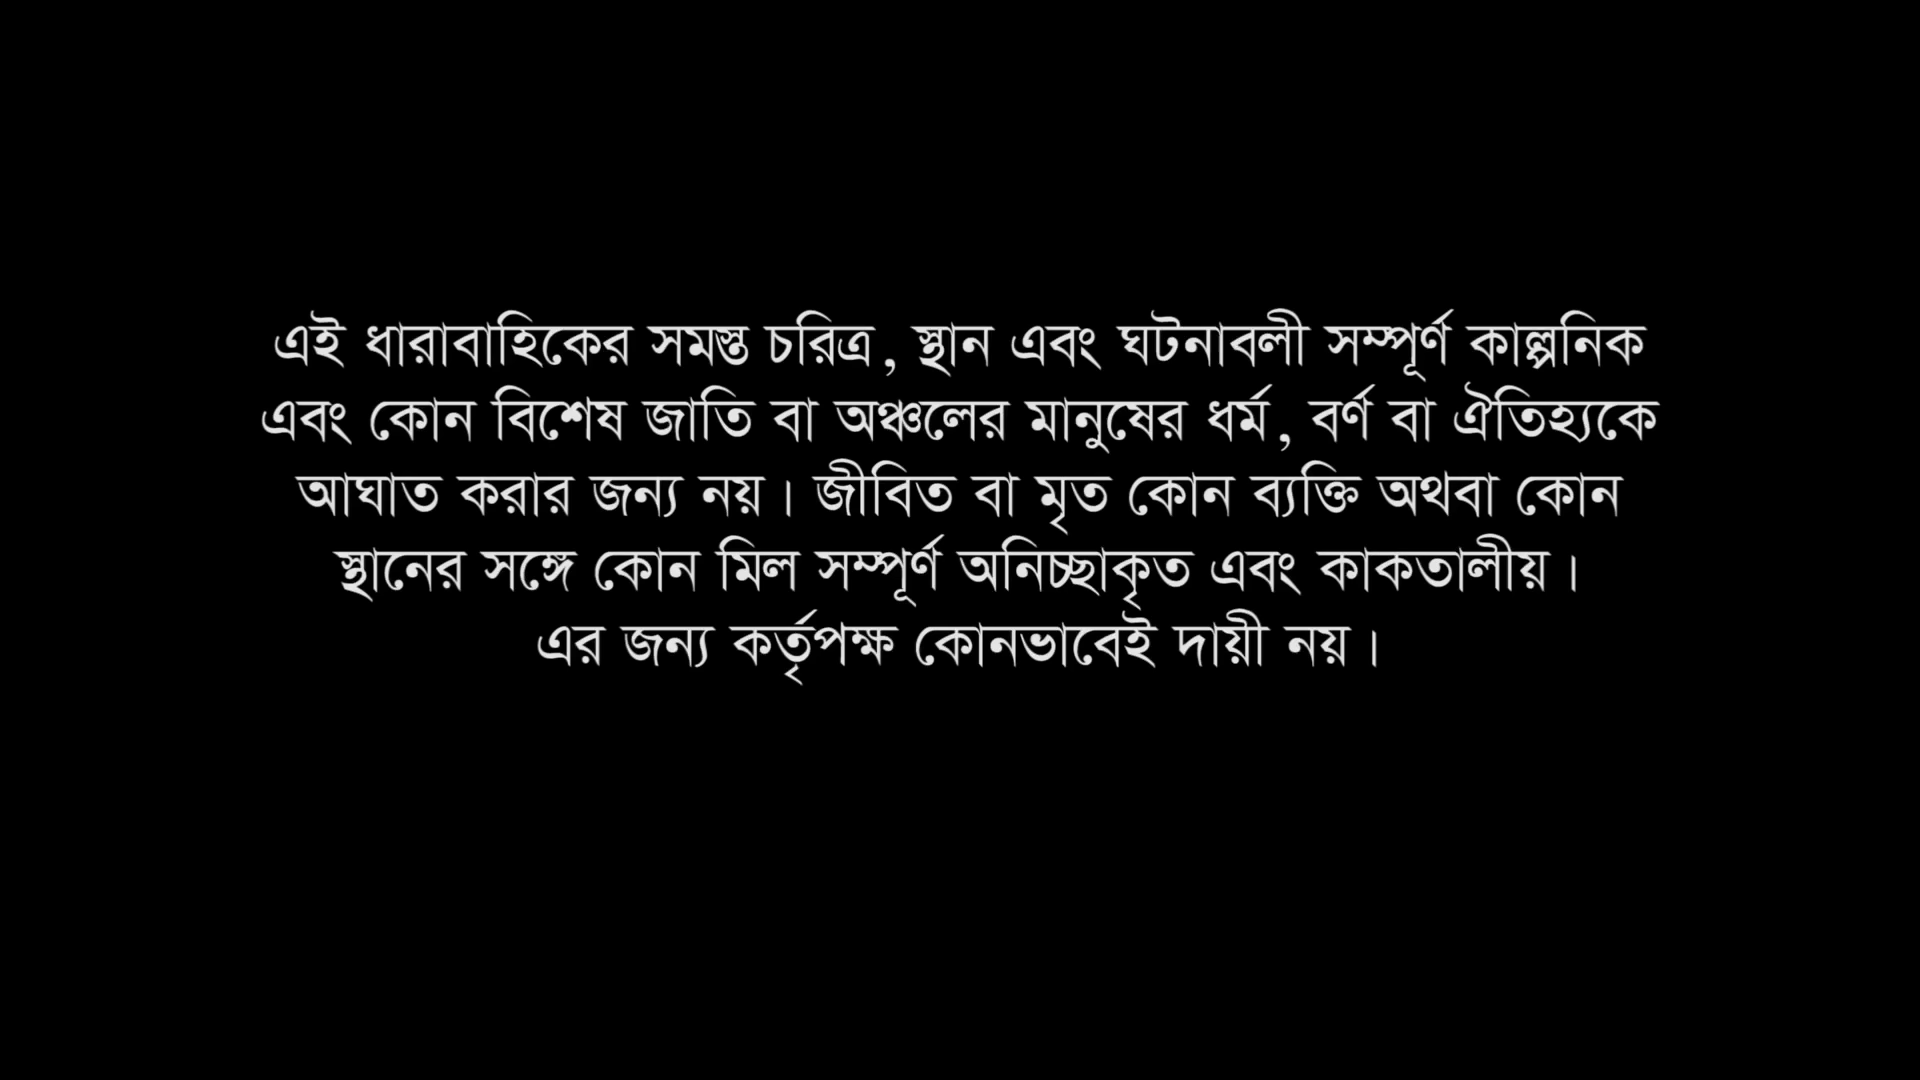 এই ধারাবাহিকের সমস্ত চরিত্র, স্থান এবং ঘটনাবলী সম্পূর্ণ কাল্পনিক
এবং কোন বিশেষ জাতি বা অঞ্চলের মানুষের ধর্ম, বর্ণ বা ঐতিহ্যকে
আঘাত করার জন্য নয়। জীবিত বা মৃত কোন ব্যক্তি অথবা কোন
স্থানের সঙ্গে কোন মিল সম্পূর্ণ অনিচ্ছাকৃত এবং কাকতালীয়।
এর জন্য কর্তৃপক্ষ কোনভাবেই দায়ী নয়।